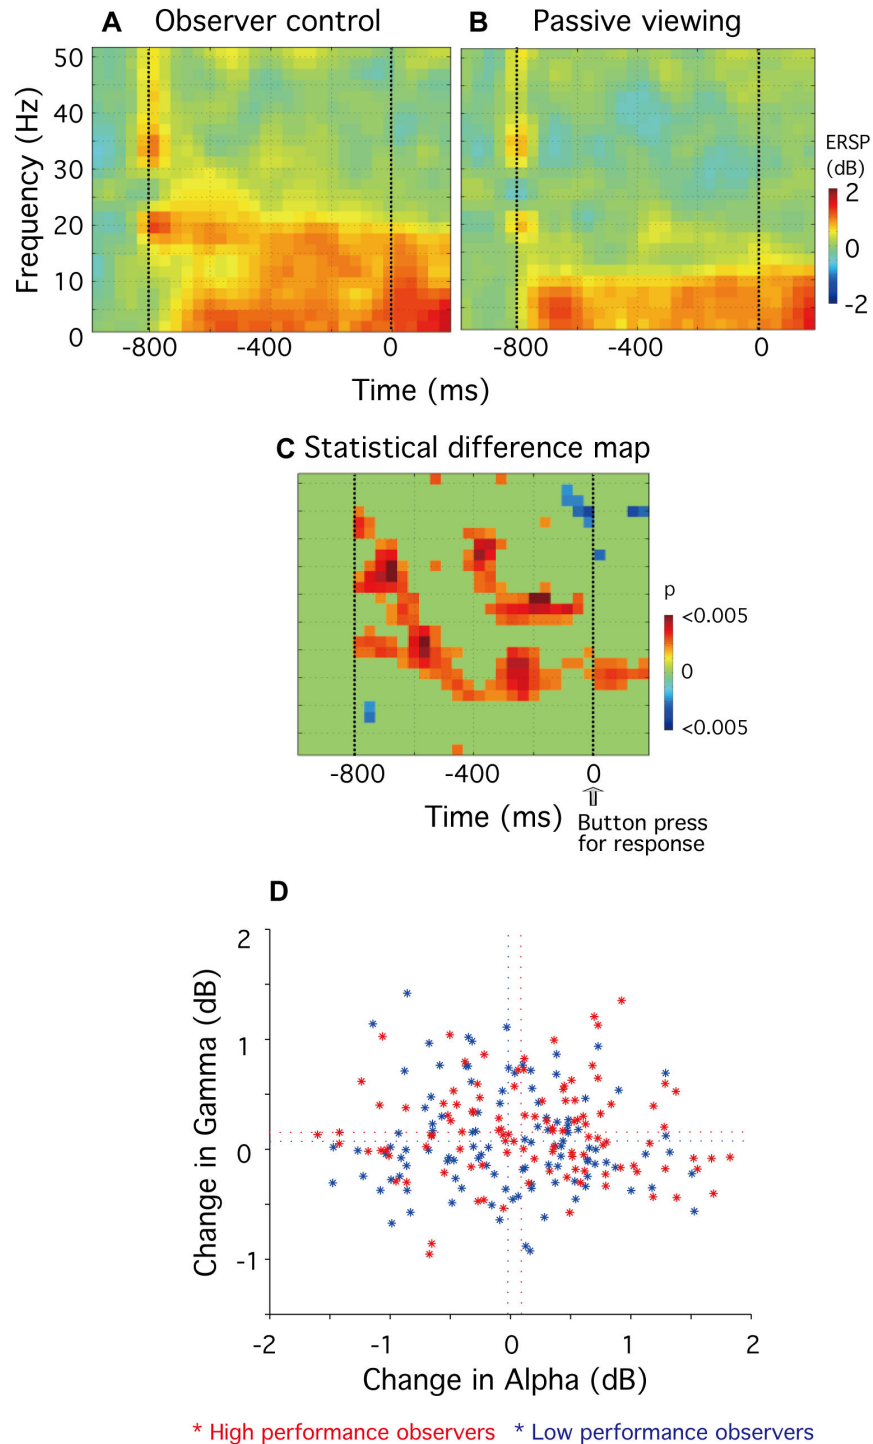 A Observer control
B Passive viewing
Frequency (Hz)
50
40
30
20
10
0
-800
-400
0
-800
-400
0
Time (ms)
ERSP
(dB)
2
0
-2
C Statistical difference map
-800
-400
0
Time (ms)
Button press
for response
p
<0.005
0
<0.005
D
Change in Gamma (dB)
2
1
0
-1
-2
-1
0
1
2
Change in Alpha (dB)
* High performance observers
* Low performance observers